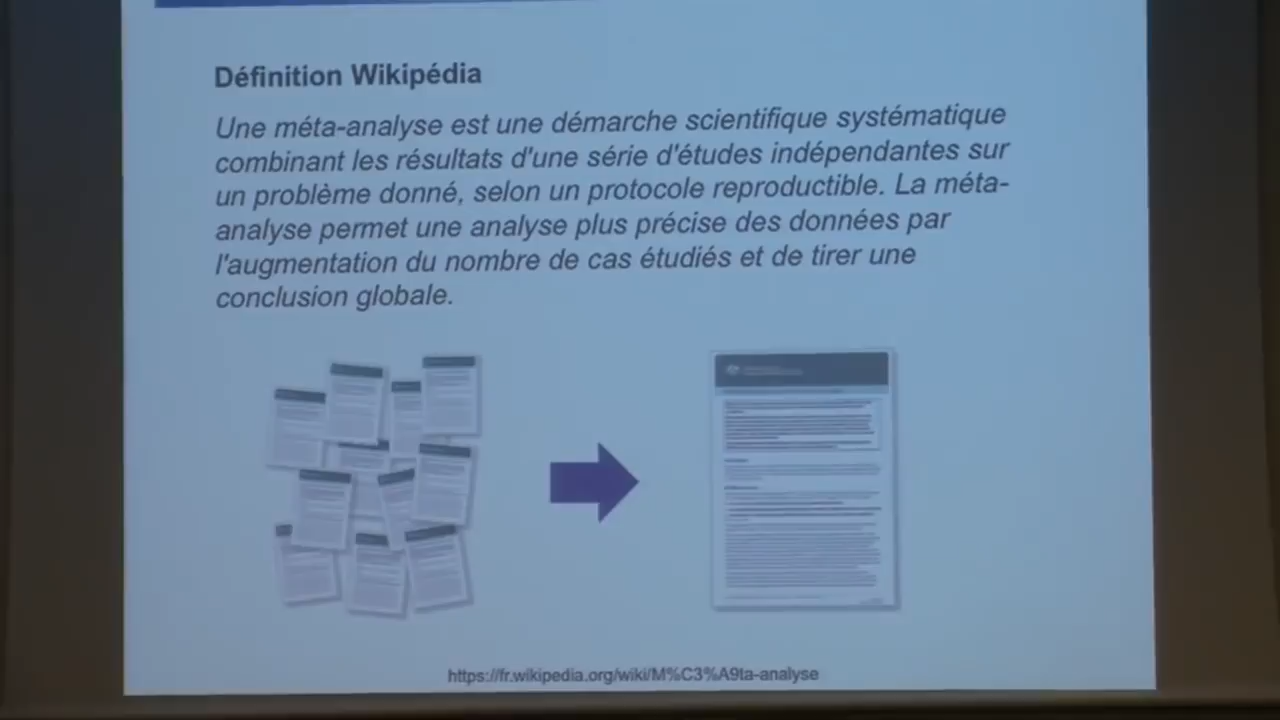 Définition Wikipédia
Une méta-analyse est une démarche scientifique systématique
combinant les résultats d'une série d'études indépendantes sur
un problème donné, selon un protocole reproductible. La méta-
analyse permet une analyse plus précise des données par
l'augmentation du nombre de cas étudiés et de tirer une
conclusion globale.
https://fr.wikipedia.org/wiki/M%C3%A9ta-analyse